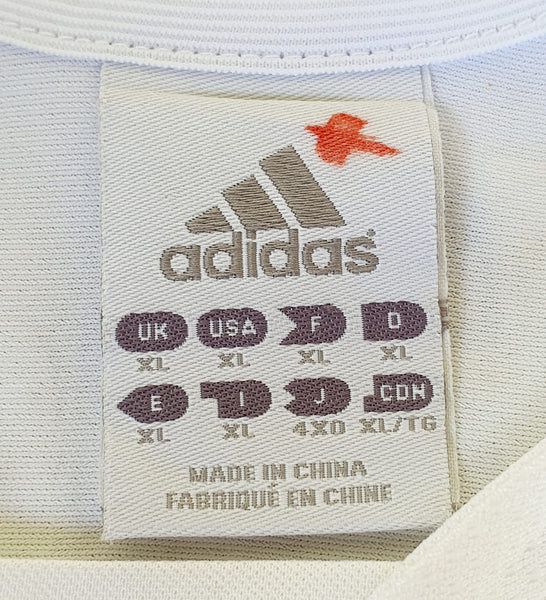 adidas
UK USA F D
XL XL XL XL
E I J CDN
XL XL 4XO XL/TG
MADE IN CHINA
FABRIQUÉ EN CHINE